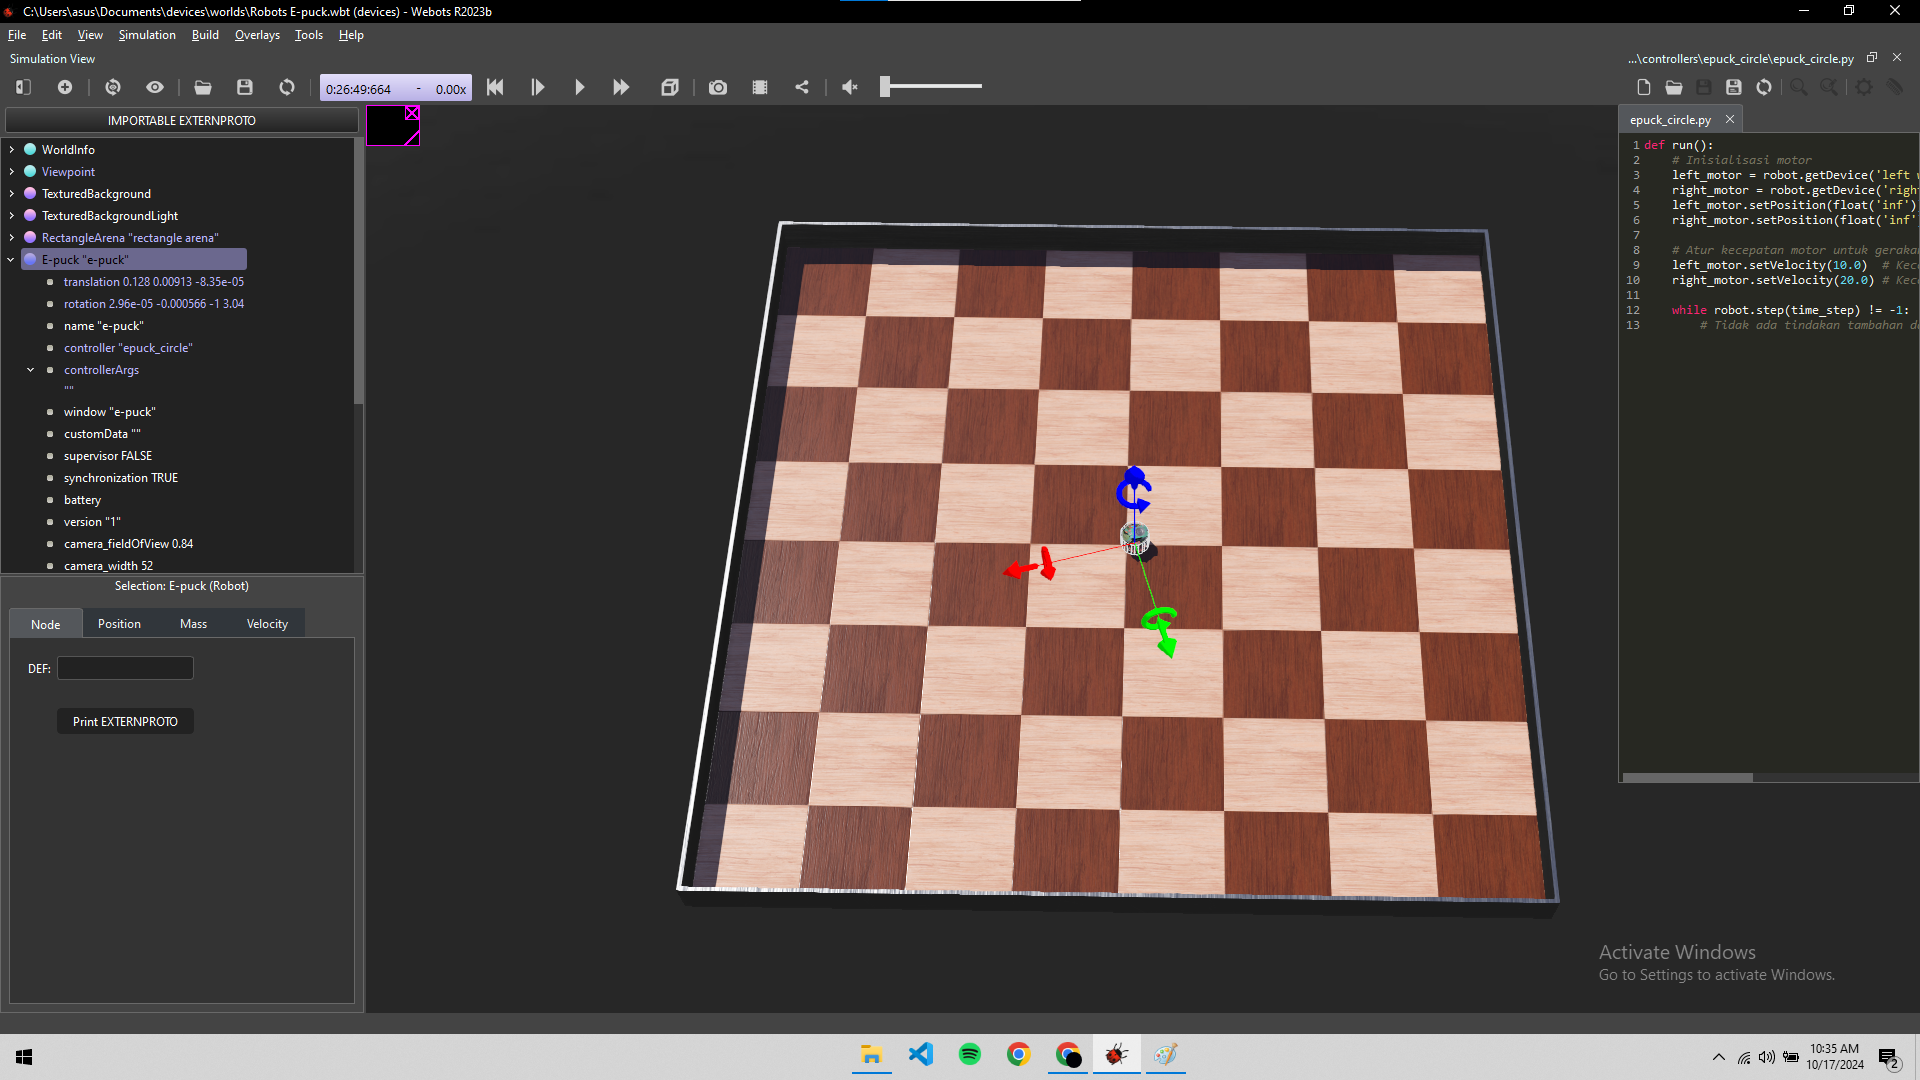 C:\Users\asus\Documents\devices\worlds\Robots E-puck.wbt (devices) - Webots R2023b
File Edit View Simulation Build Overlays Tools Help
Simulation View
...\controllers\epuck_circle\epuck_circle.py
0:26:49:664 - 0.00x
IMPORTABLE EXTERNPROTO
WorldInfo
Viewpoint
TexturedBackground
TexturedBackgroundLight
RectangleArena "rectangle arena"
E-puck "e-puck"
translation 0.128 0.00913 -8.35e-05
rotation 2.96e-05 -0.000566 -1 3.04
name "e-puck"
controller "epuck_circle"
controllerArgs
""
window "e-puck"
customData ""
supervisor FALSE
synchronization TRUE
battery
version "1"
camera_fieldOfView 0.84
camera_width 52
Selection: E-puck (Robot)
Node Position Mass Velocity
DEF:
Print EXTERNPROTO
epuck_circle.py
1 def run():
2 # Inisialisasi motor
3 left_motor = robot.getDevice('left
4 right_motor = robot.getDevice('righ
5 left_motor.setPosition(float('inf')
6 right_motor.setPosition(float('inf'
7
8 # Atur kecepatan motor untuk geraka
9 left_motor.setVelocity(10.0) # Kec
10 right_motor.setVelocity(20.0) # Kec
11
12 while robot.step(time_step) != -1:
13 # Tidak ada tindakan tambahan d
Activate Windows
Go to Settings to activate Windows.
10:35 AM
10/17/2024
2